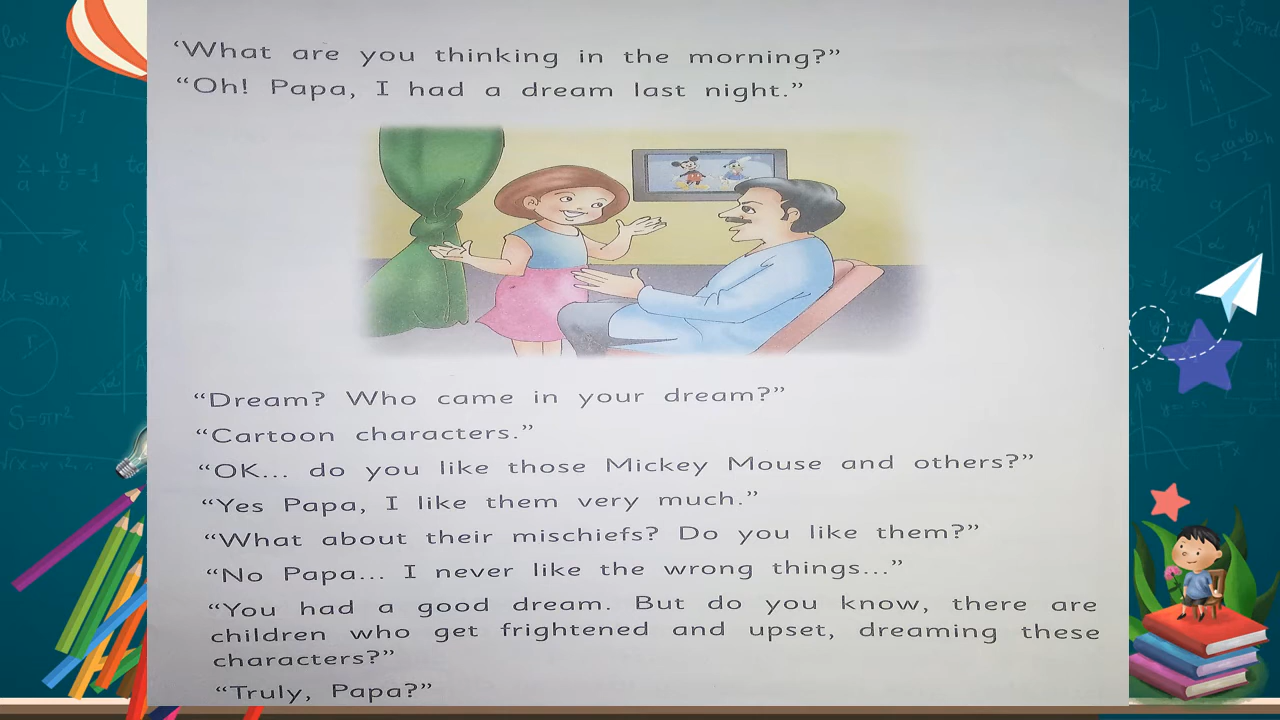 ‘What are you thinking in the morning?”
“Oh! Papa, I had a dream last night.”
“Dream? Who came in your dream?”
“Cartoon characters.”
“OK... do you like those Mickey Mouse and others?”
“Yes Papa, I like them very much.”
“What about their mischiefs? Do you like them?”
“No Papa... I never like the wrong things...”
“You had a good dream. But do you know, there are
children who get frightened and upset, dreaming these
characters?”
“Truly, Papa?”